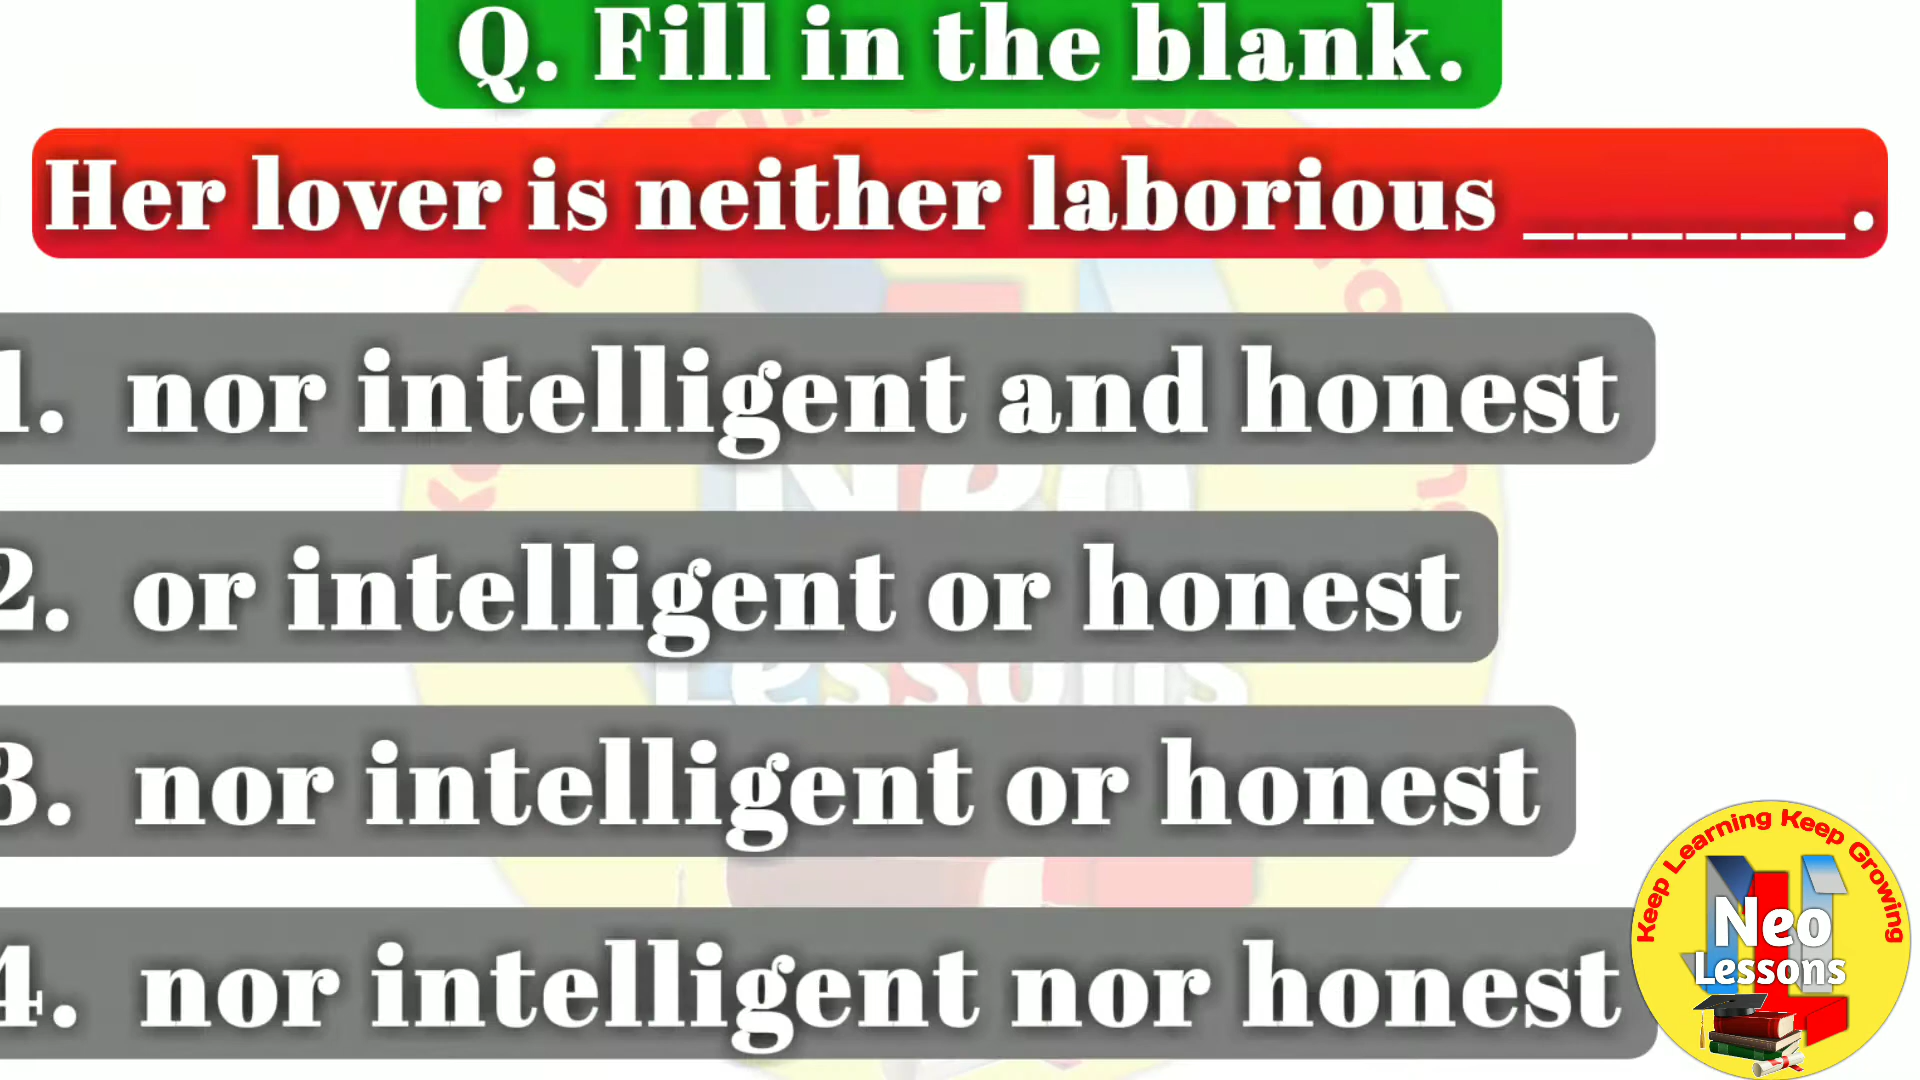 Q. Fill in the blank.
Her lover is neither laborious ______.
1. nor intelligent and honest
2. or intelligent or honest
3. nor intelligent or honest
4. nor intelligent nor honest
Keep Learning Keep Growing
Neo
Lessons